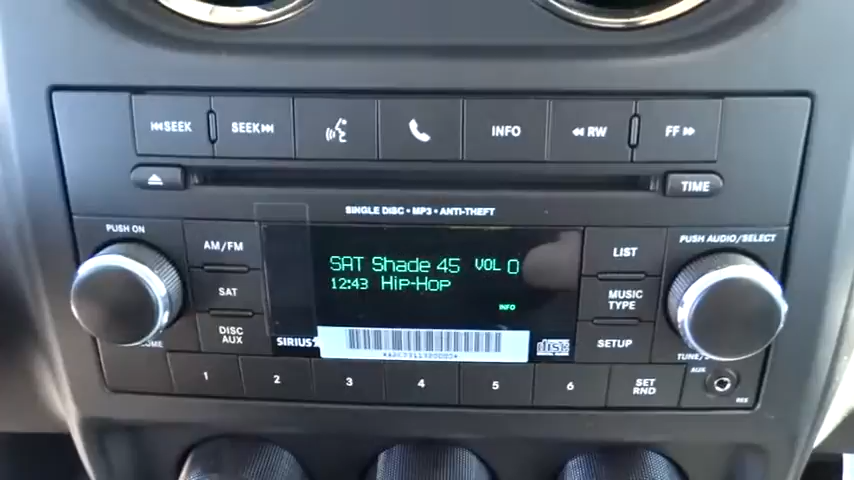 SEEK SEEK INFO RW FF
TIME
SINGLE DISC • MP3 • ANTI-THEFT
PUSH ON AM/FM LIST PUSH AUDIO/SELECT
SAT Shade 45 VOL 0
12:43 Hip-Hop
SAT MUSIC TYPE
INFO
DISC AUX SIRIUS disc SETUP
TUNE
1 2 3 4 5 6 SET RND AUX